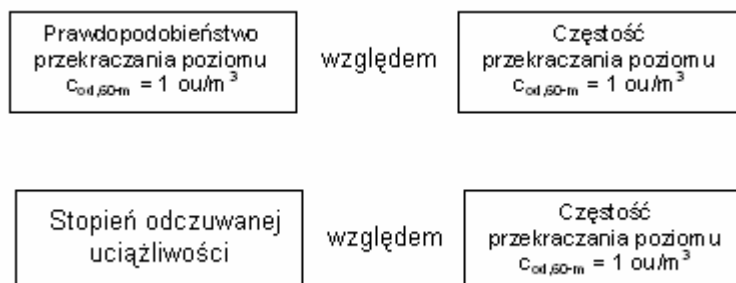 Prawdopodobieństwo
przekraczania poziomu
c_od,60-m = 1 ou/m³
względem
Częstość
przekraczania poziomu
c_od,60-m = 1 ou/m³
Stopień odczuwanej
uciążliwości
względem
Częstość
przekraczania poziomu
c_od,60-m = 1 ou/m³